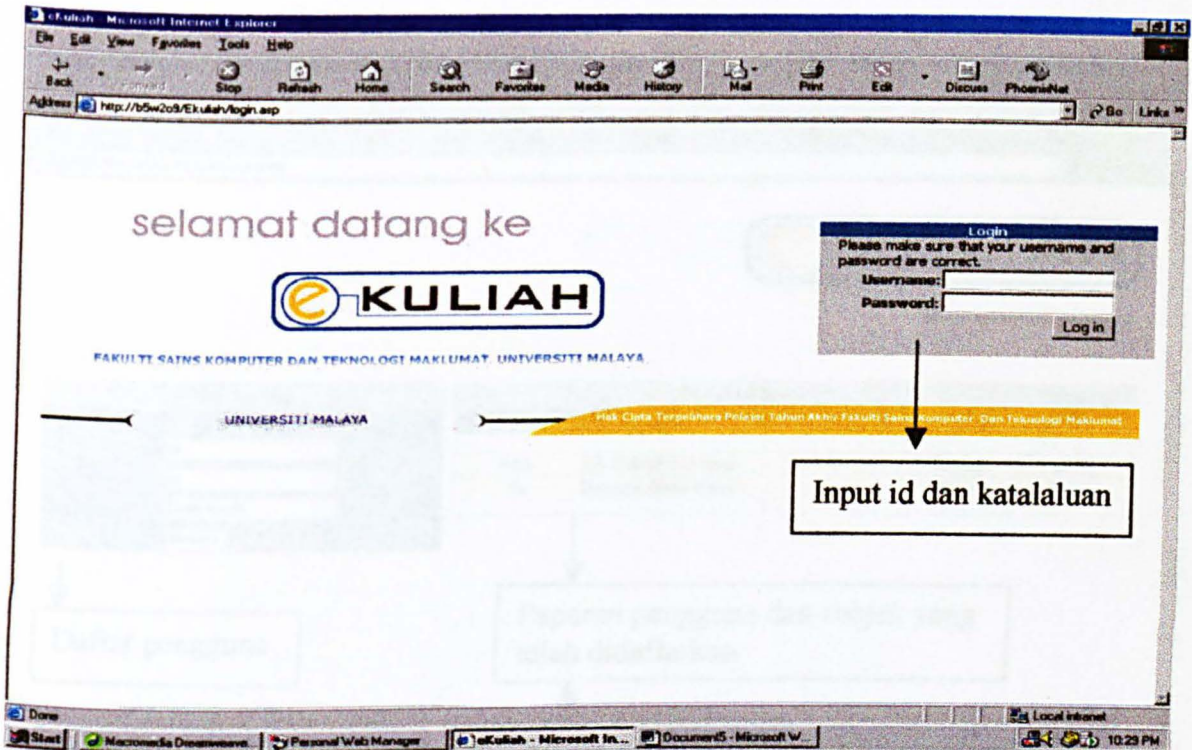 eKuliah - Microsoft Internet Explorer
File Edit View Favorites Tools Help
Back Forward Stop Refresh Home Search Favorites Media History Mail Print Edit Discuss PhoenixNet
Address http://b5w2o9/Ekuliah/login.asp Go Links »
selamat datang ke
e-KULIAH
FAKULTI SAINS KOMPUTER DAN TEKNOLOGI MAKLUMAT, UNIVERSITI MALAYA.
UNIVERSITI MALAYA
Hak Cipta Terpelihara Pelajar Tahun Akhir Fakulti Sains Komputer Dan Teknologi Maklumat
Login
Please make sure that your username and
password are correct.
Username:
Password:
Log in
Input id dan katalaluan
Daftar pengguna
Paparan pengguna dan subjek yang
telah didaftarkan
Done Local intranet
Start Macromedia Dreamweave... Personal Web Manager eKuliah - Microsoft In... Document5 - Microsoft W... 10:29 PM